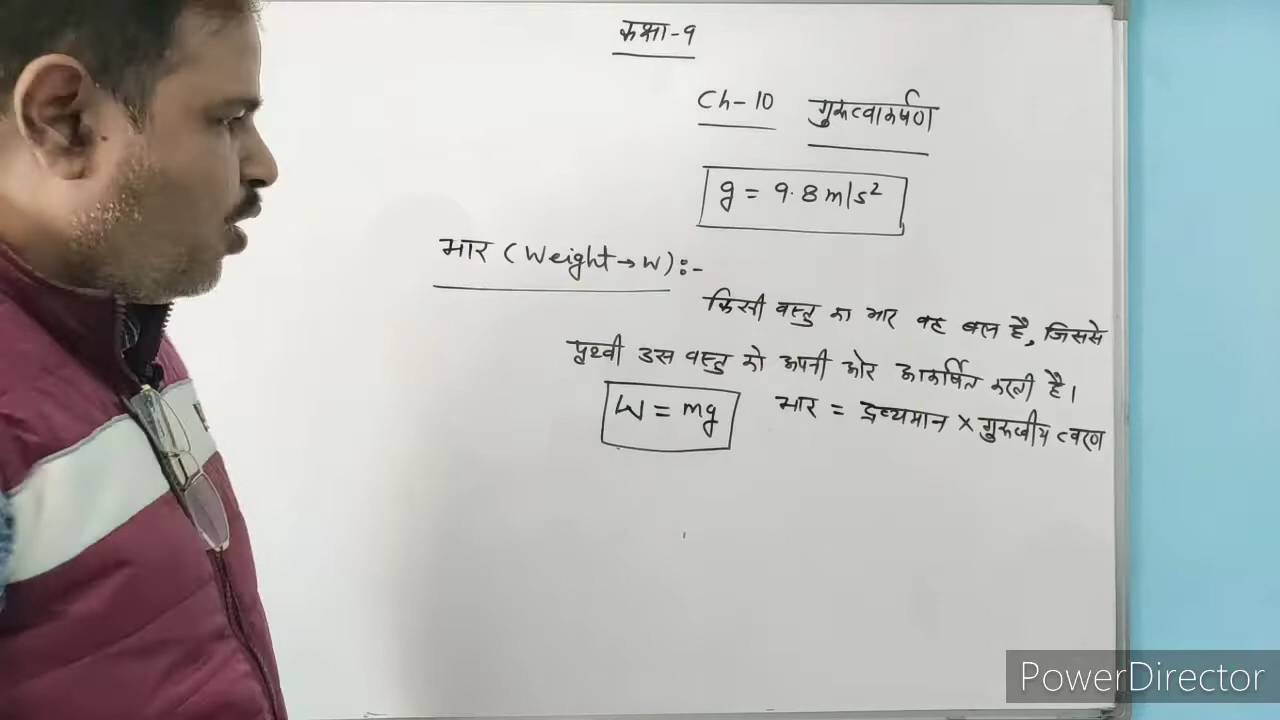 कक्षा-9
Ch-10 गुरुत्वाकर्षण
g = 9.8 m/s²
भार (Weight→W):-
किसी वस्तु का भार वह बल है, जिससे
पृथ्वी उस वस्तु को अपनी ओर आकर्षित करती है।
W = mg भार = द्रव्यमान × गुरुत्वीय त्वरण
PowerDirector